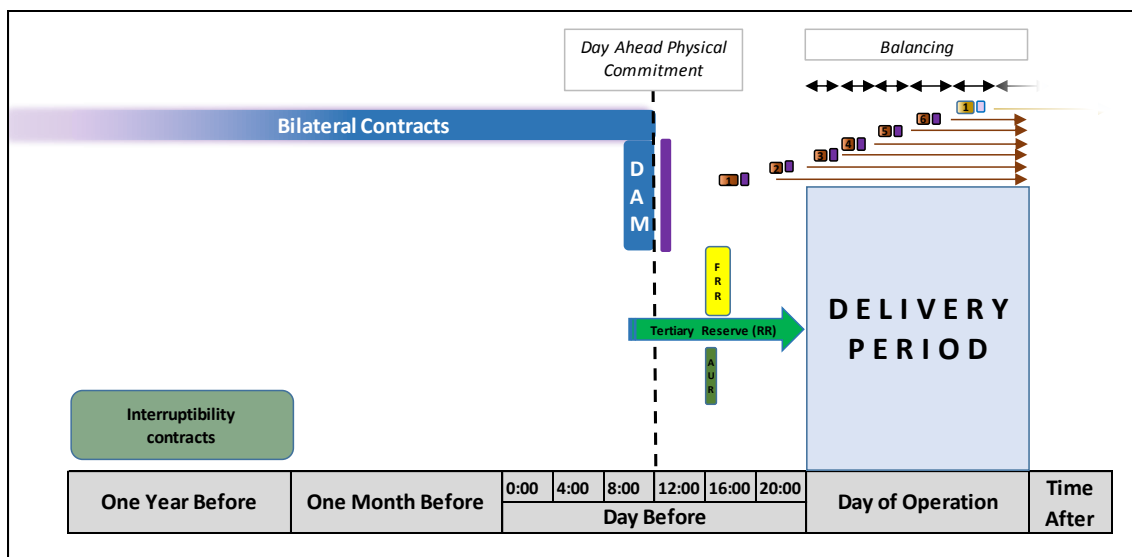 Day Ahead Physical
Commitment
Balancing
Bilateral Contracts
D
A
M
1
2
3
4
5
6
1
F
R
R
Tertiary Reserve (RR)
A
U
R
DELIVERY
PERIOD
Interruptibility
contracts
0:00 4:00 8:00 12:00 16:00 20:00
One Year Before One Month Before Day Before Day of Operation
Time
After